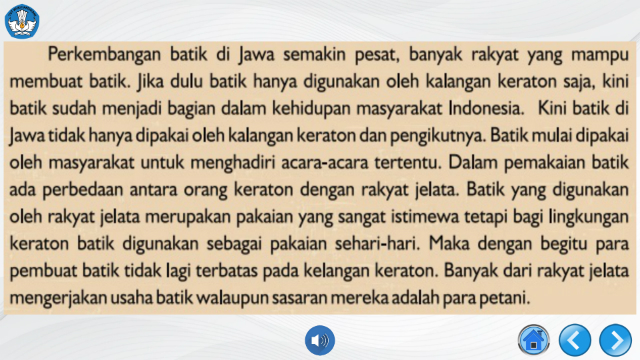 Perkembangan batik di Jawa semakin pesat, banyak rakyat yang mampu
membuat batik. Jika dulu batik hanya digunakan oleh kalangan keraton saja, kini
batik sudah menjadi bagian dalam kehidupan masyarakat Indonesia. Kini batik di
Jawa tidak hanya dipakai oleh kalangan keraton dan pengikutnya. Batik mulai dipakai
oleh masyarakat untuk menghadiri acara-acara tertentu. Dalam pemakaian batik
ada perbedaan antara orang keraton dengan rakyat jelata. Batik yang digunakan
oleh rakyat jelata merupakan pakaian yang sangat istimewa tetapi bagi lingkungan
keraton batik digunakan sebagai pakaian sehari-hari. Maka dengan begitu para
pembuat batik tidak lagi terbatas pada kelangan keraton. Banyak dari rakyat jelata
mengerjakan usaha batik walaupun sasaran mereka adalah para petani.